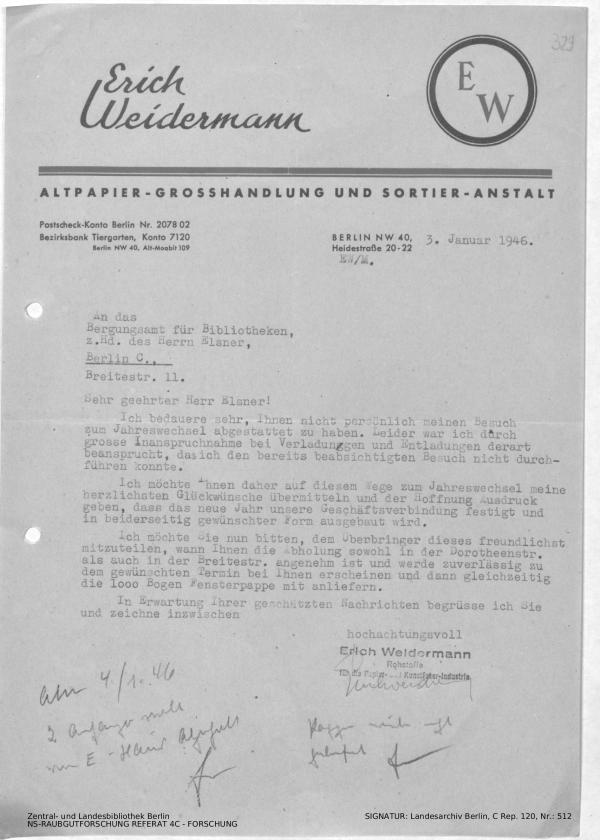 329
Erich
Weidermann
E
W
ALTPAPIER-GROSSHANDLUNG UND SORTIER-ANSTALT
Postscheck-Konto Berlin Nr. 2078 02
Bezirksbank Tiergarten, Konto 7120
Berlin NW 40, Alt-Moabit 109
BERLIN NW 40, 3. Januar 1946.
Heidestraße 20-22
EW/M.
An das
Bergungsamt für Bibliotheken,
z.Hd. des Herrn Elsner,
Berlin C.,
Breitestr. 11.
Sehr geehrter Herr Elsner!
Ich bedauere sehr, Ihnen nicht persönlich meinen Besuch
zum Jahreswechsel abgestattet zu haben. Leider war ich durch
grosse Inanspruchnahme bei Verladunggen und Entladungen derart
beansprucht, dasich den bereits beabsichtigten Besuch nicht durch-
führen konnte.
Ich möchte Ihnen daher auf diesem Wege zum Jahreswechsel meine
herzlichsten Glückwünsche übermitteln und der Hoffnung Ausdruck
geben, dass das neue Jahr unsere Geschäftsverbindung festigt und
in beiderseitig gewünschter Form ausgebaut wird.
Ich möchte Sie nun bitten, dem Überbringer dieses freundlichst
mitzuteilen, wann Ihnen die Abholung sowohl in der Dorotheenstr.
als auch in der Breitestr. angenehm ist und werde zuverlässig zu
dem gewünschten Termin bei Ihnen erscheinen und dann gleichzeitig
die 1ooo Bogen Fensterpappe mit anliefern.
In Erwartung Ihrer geschätzten Nachrichten begrüsse ich Sie
und zeichne inzwischen
hochachtungsvoll
Erich Weidermann
Rohstoffe
für die Papier- und Kunstfaser-Industrie
4/1. 46
2
Zentral- und Landesbibliothek Berlin
NS-RAUBGUTFORSCHUNG REFERAT 4C - FORSCHUNG
SIGNATUR: Landesarchiv Berlin, C Rep. 120, Nr.: 512